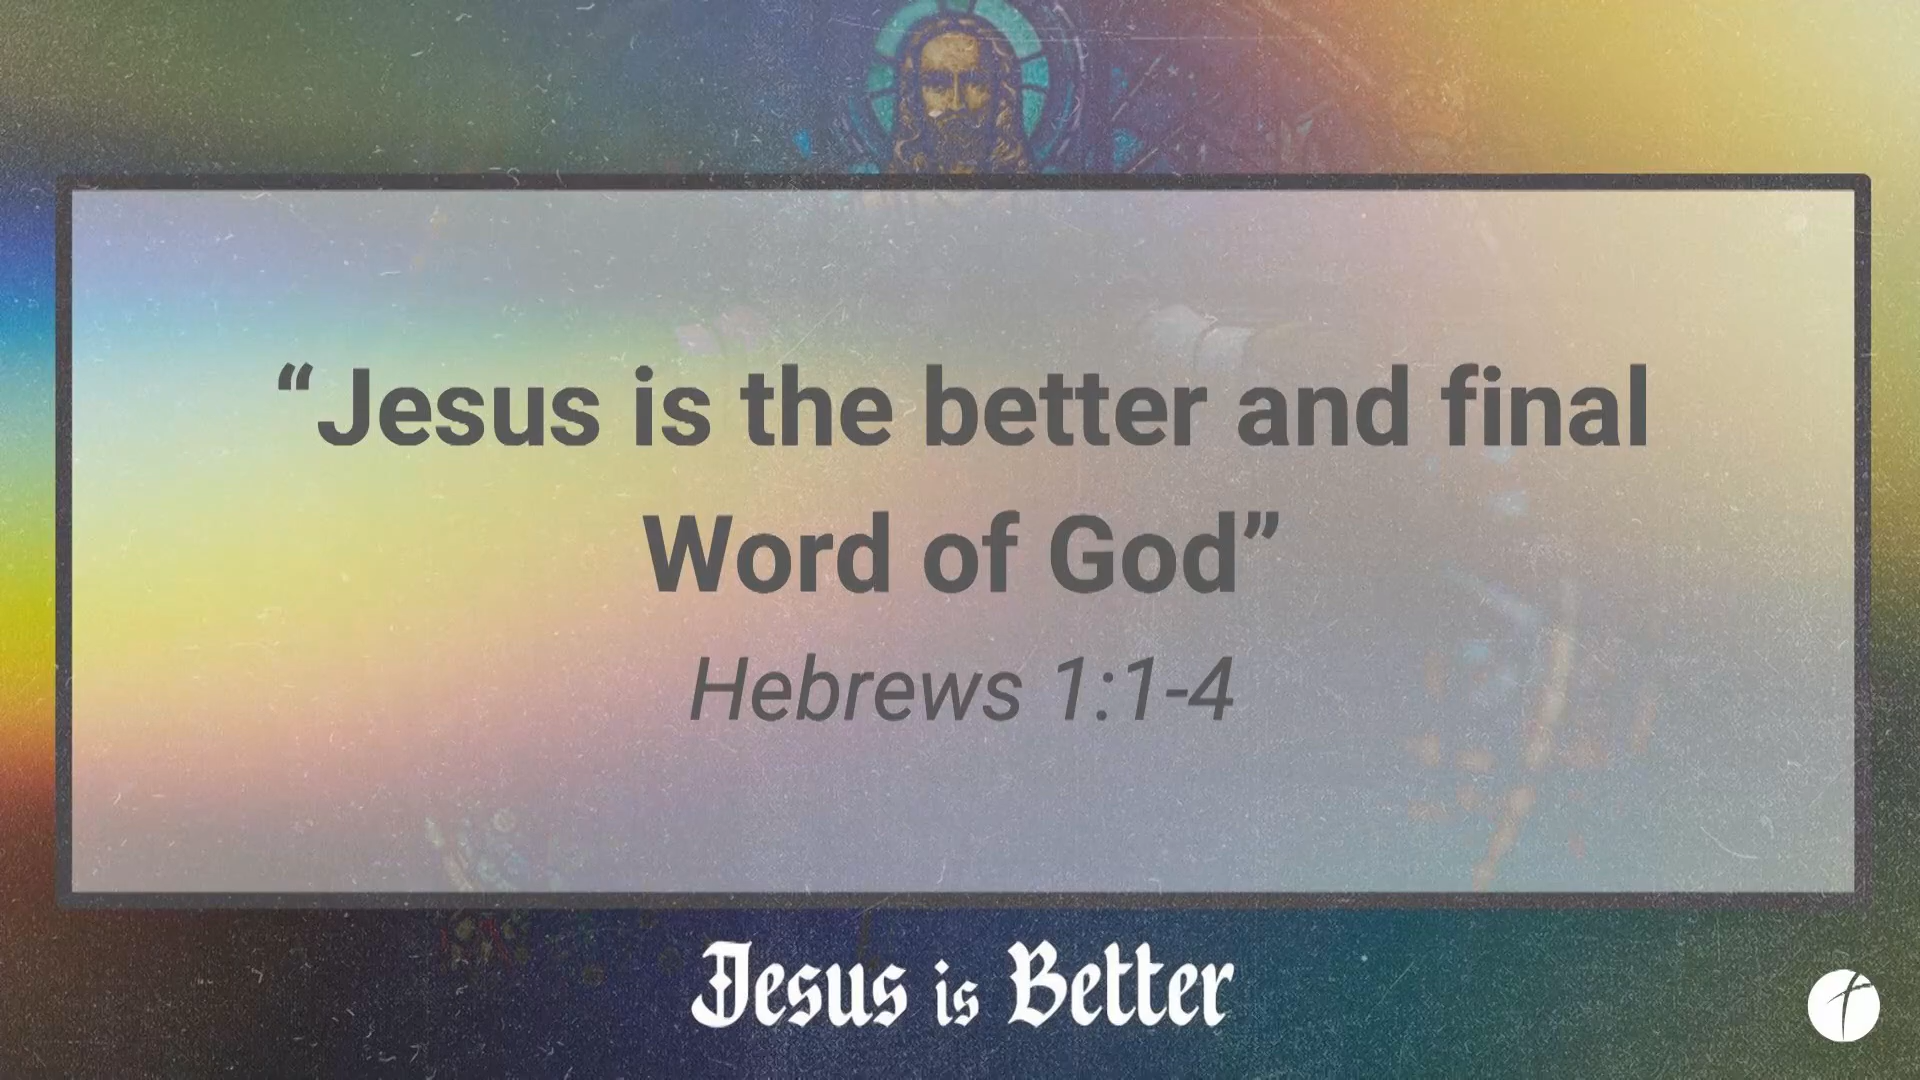 “Jesus is the better and final
Word of God”
Hebrews 1:1-4
Jesus is Better